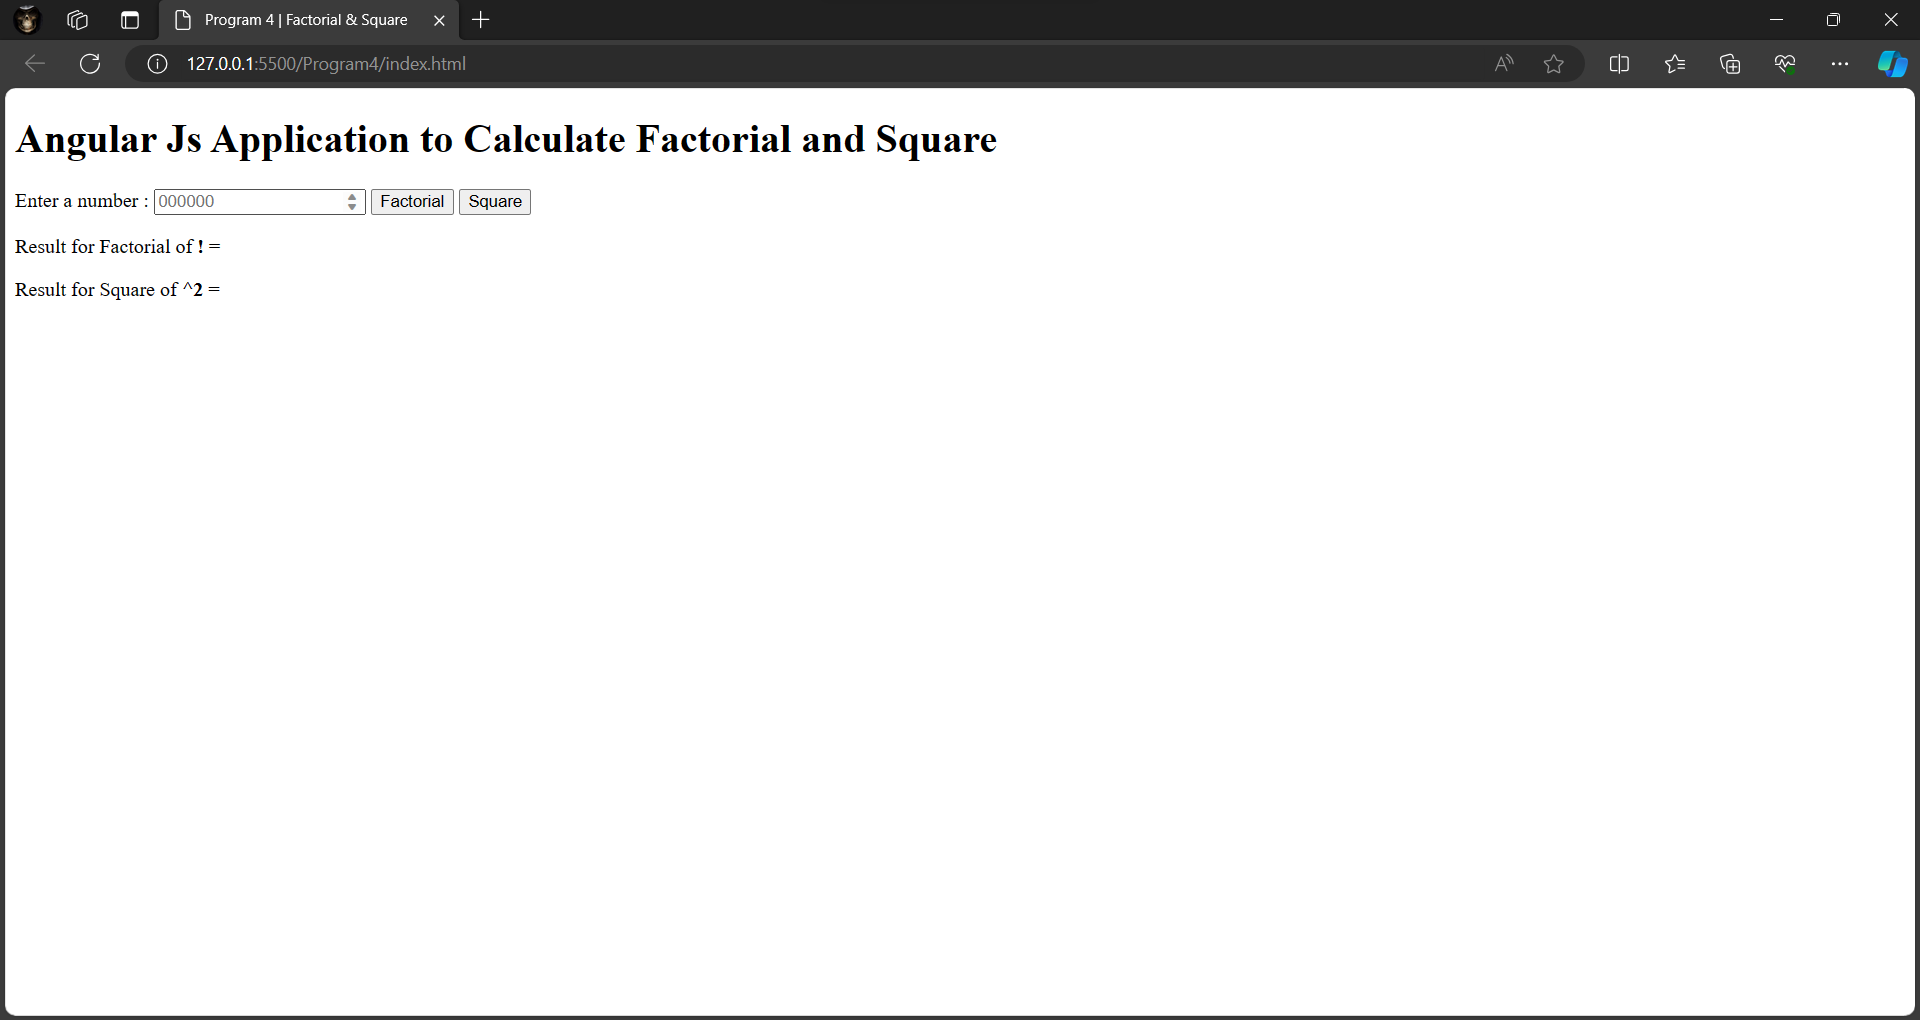 Program 4 | Factorial & Square
127.0.0.1:5500/Program4/index.html
Angular Js Application to Calculate Factorial and Square
Enter a number : 000000 Factorial Square
Result for Factorial of ! =
Result for Square of ^2 =